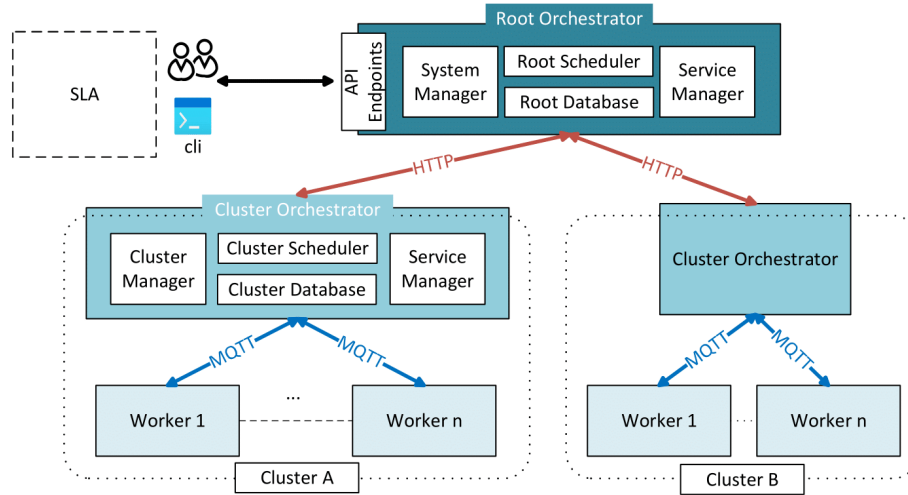 Root Orchestrator
SLA
cli
API
Endpoints
System
Manager
Root Scheduler
Root Database
Service
Manager
HTTP
HTTP
Cluster Orchestrator
Cluster
Manager
Cluster Scheduler
Cluster Database
Service
Manager
Cluster Orchestrator
MQTT
MQTT
MQTT
MQTT
Worker 1
...
Worker n
Worker 1
Worker n
Cluster A
Cluster B